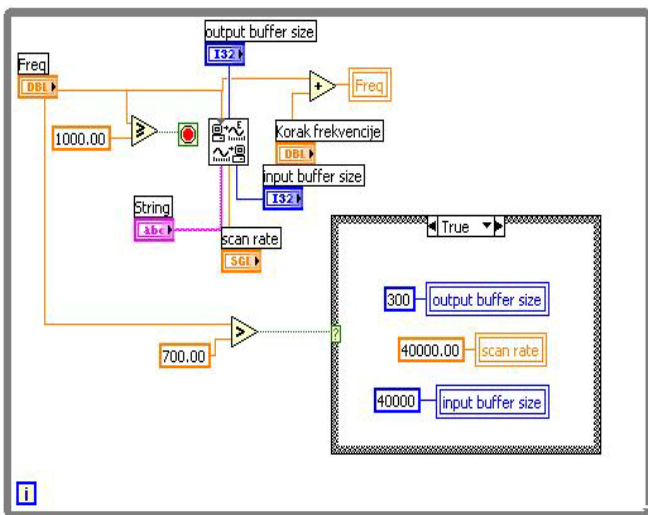 output buffer size
I32
Freq
DBL
1000.00
Freq
Korak frekvencije
DBL
input buffer size
I32
String
abc
scan rate
SGL
True
300
output buffer size
700.00
?
40000.00
scan rate
40000
input buffer size
i